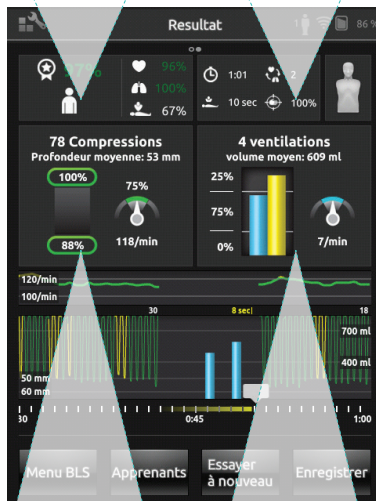 Resultat
1 86 %
97%
96%
100%
67%
1:01 2
10 sec 100%
78 Compressions
Profondeur moyenne: 53 mm
100%
75%
88%
118/min
4 ventilations
volume moyen: 609 ml
25%
75%
0%
7/min
120/min
100/min
30 8 sec 18
700 ml
400 ml
50 mm
60 mm
30 0:45 1:00
Menu BLS
Apprenants
Essayer
à nouveau
Enregistrer